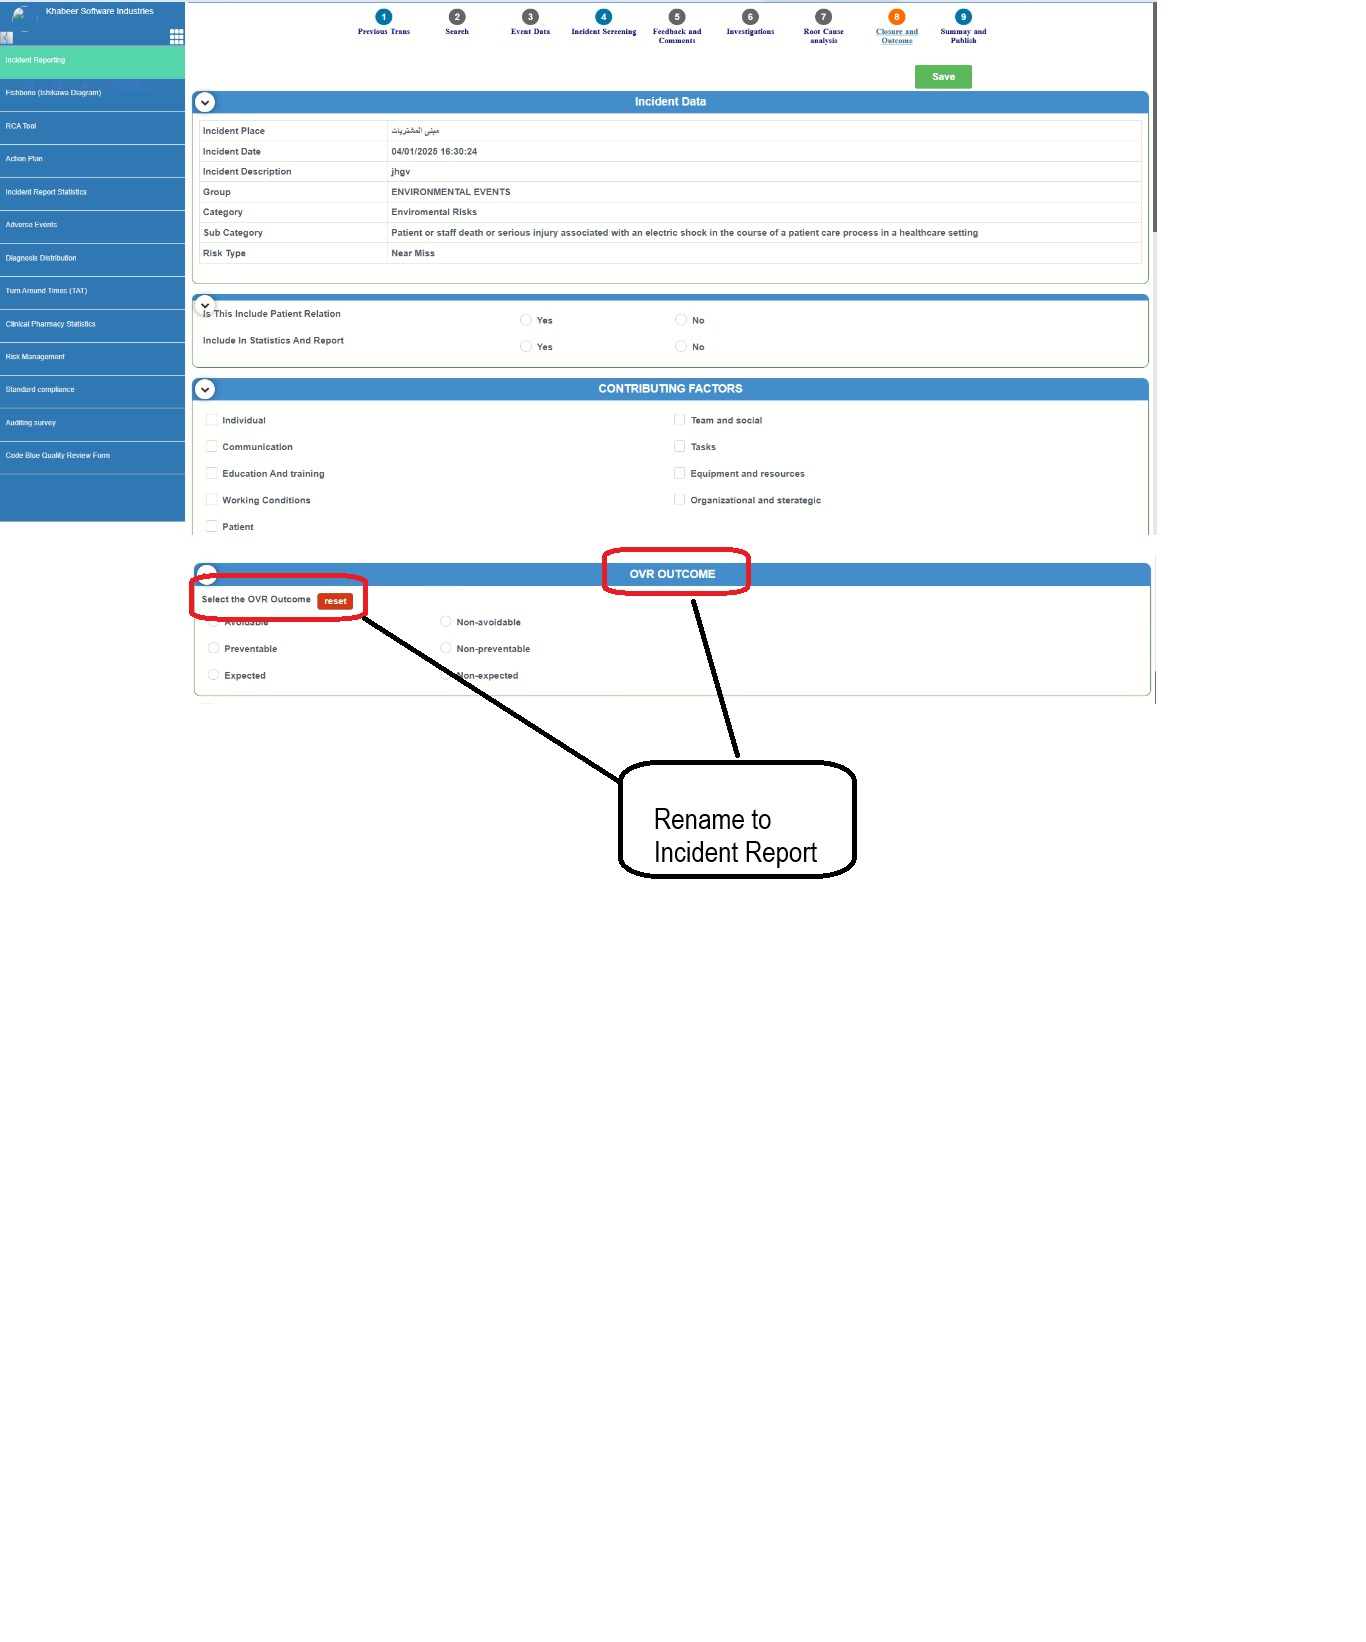 Khabeer Software Industries
Incident Reporting
Fishbone (Ishikawa Diagram)
RCA Tool
Action Plan
Incident Report Statistics
Adverse Events
Diagnosis Distribution
Turn Around Times (TAT)
Clinical Pharmacy Statistics
Risk Management
Standard compliance
Auditing survey
Code Blue Quality Review Form
1 Previous Trans
2 Search
3 Event Data
4 Incident Screening
5 Feedback and Comments
6 Investigations
7 Root Cause analysis
8 Closure and Outcome
9 Summay and Publish
Save
Incident Data
Incident Place مبنى المشتريات
Incident Date 04/01/2025 16:30:24
Incident Description jhgv
Group ENVIRONMENTAL EVENTS
Category Enviromental Risks
Sub Category Patient or staff death or serious injury associated with an electric shock in the course of a patient care process in a healthcare setting
Risk Type Near Miss
Is This Include Patient Relation Yes No
Include In Statistics And Report Yes No
CONTRIBUTING FACTORS
Individual Team and social
Communication Tasks
Education And training Equipment and resources
Working Conditions Organizational and sterategic
Patient
OVR OUTCOME
Select the OVR Outcome reset
Avoidable Non-avoidable
Preventable Non-preventable
Expected Non-expected
Rename to
Incident Report